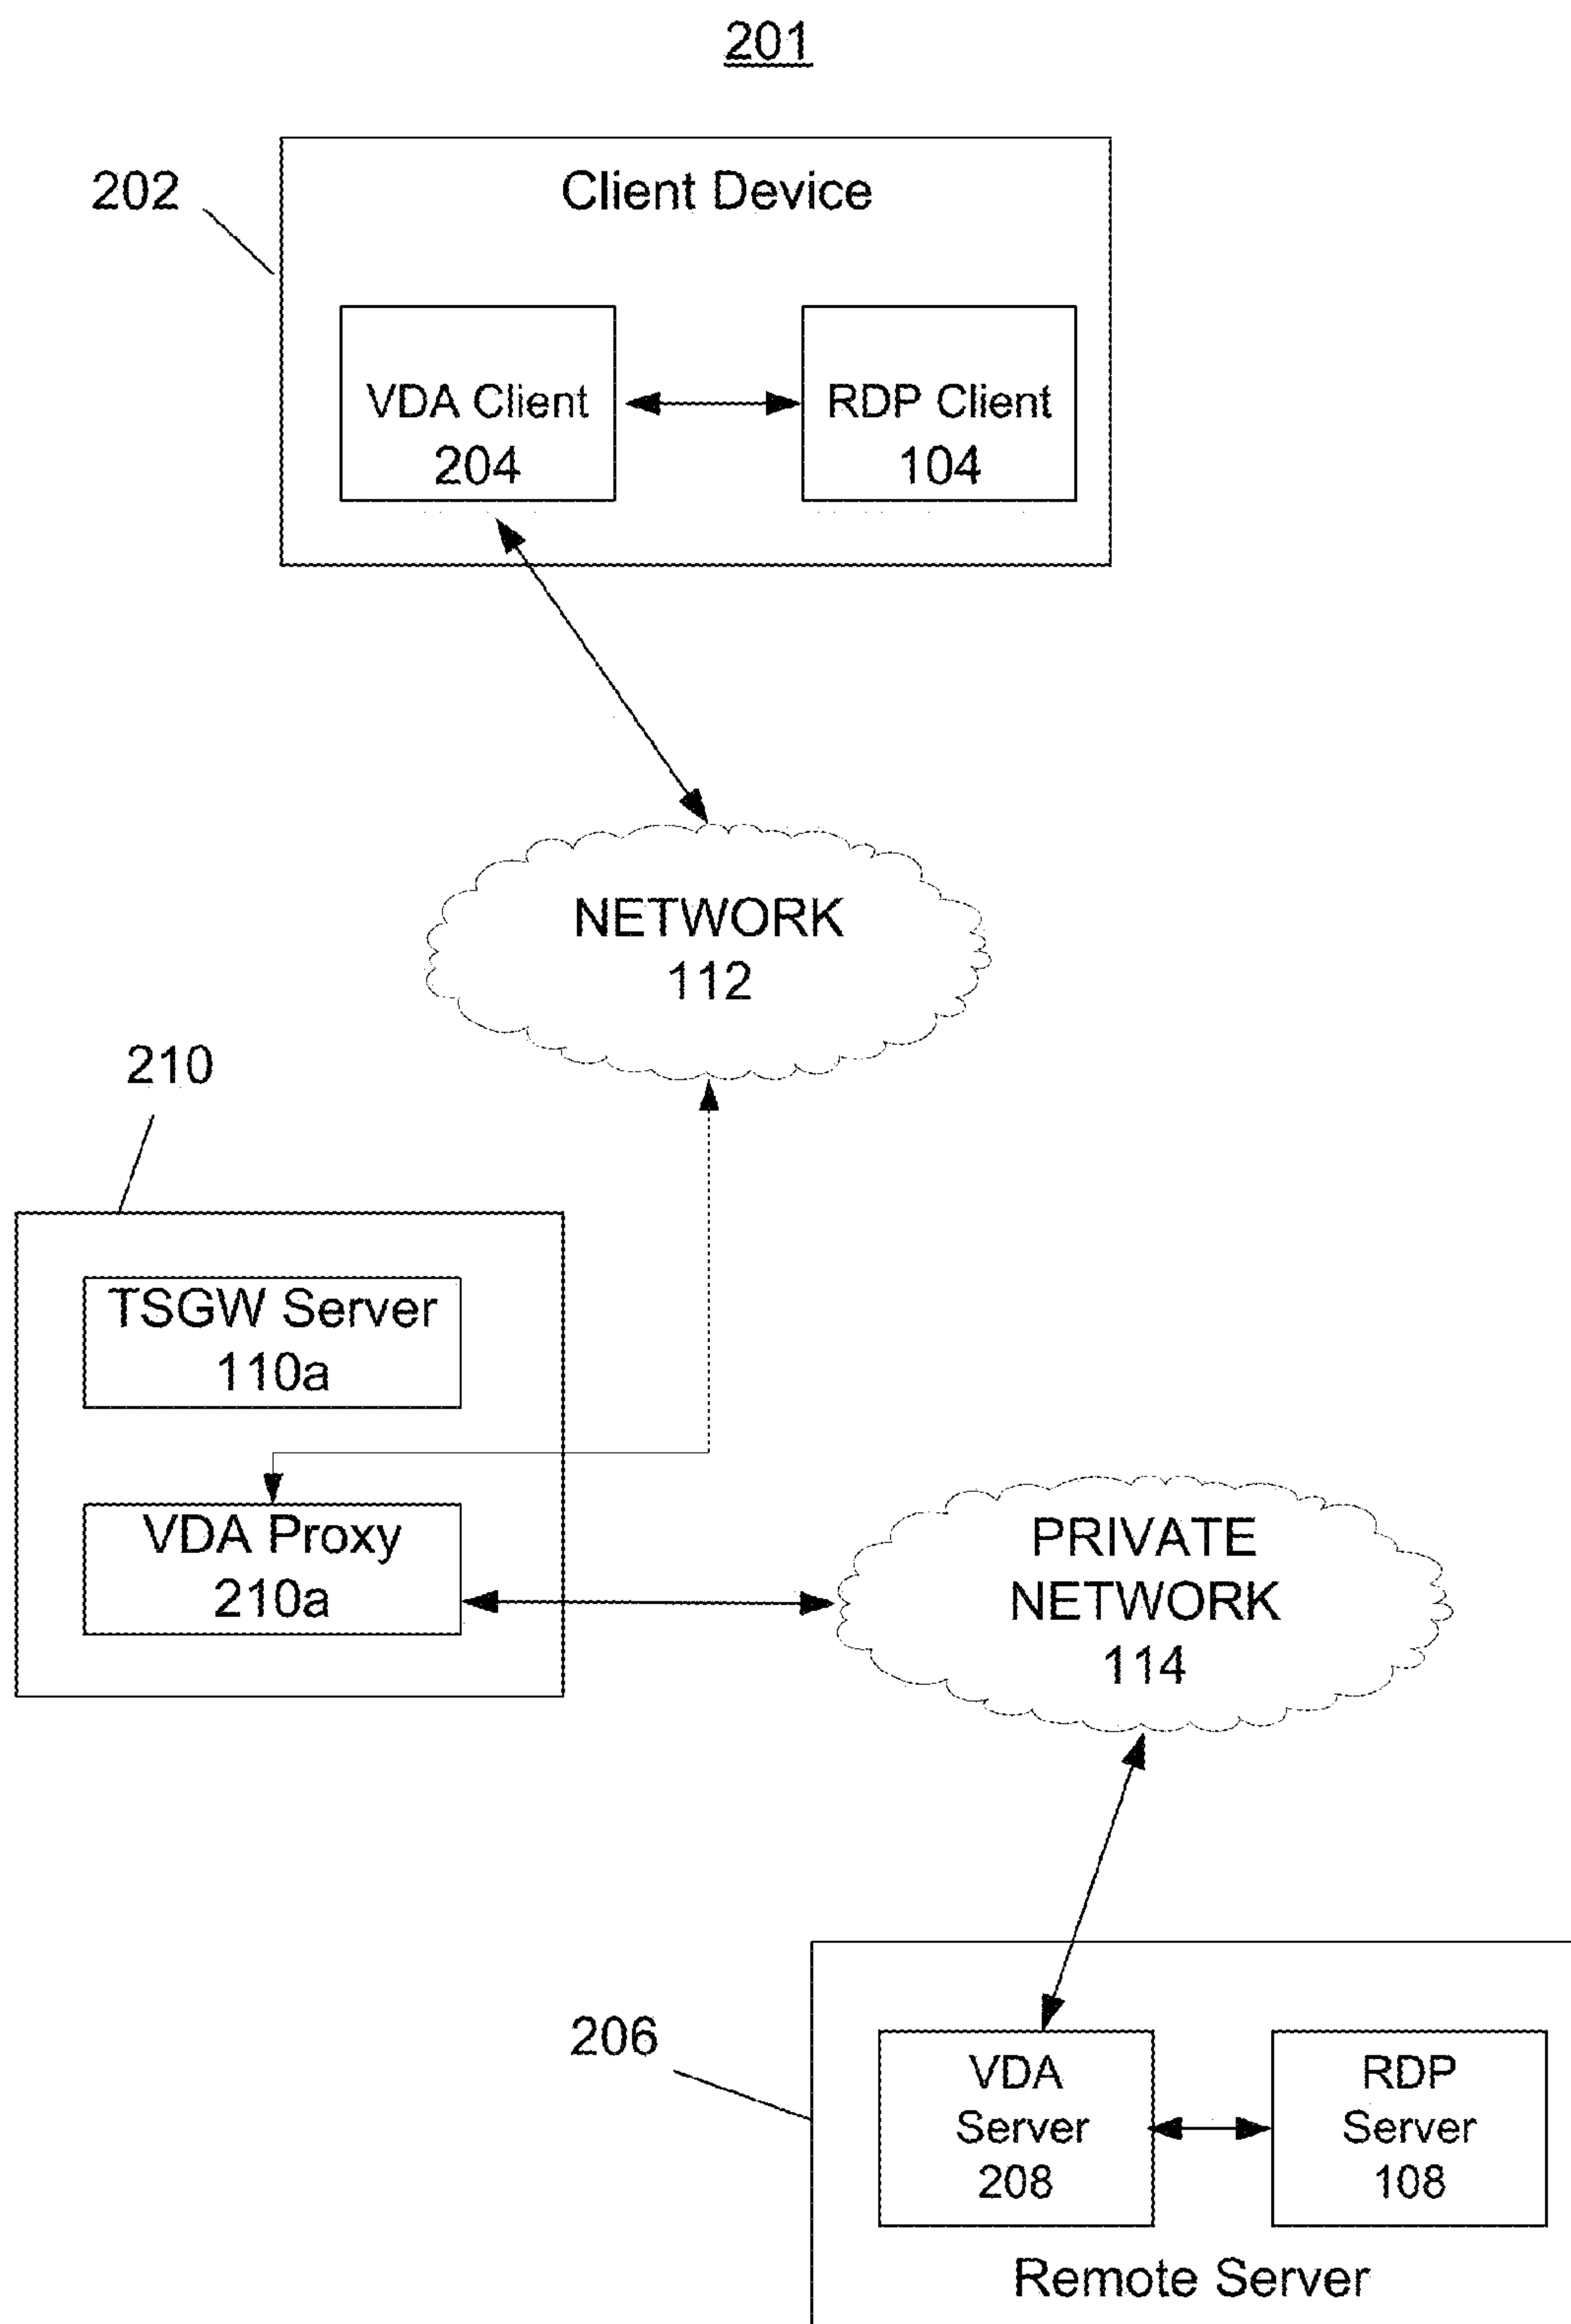 201
202
Client Device
VDA Client
204
RDP Client
104
NETWORK
112
210
TSGW Server
110a
VDA Proxy
210a
PRIVATE
NETWORK
114
206
VDA
Server
208
RDP
Server
108
Remote Server